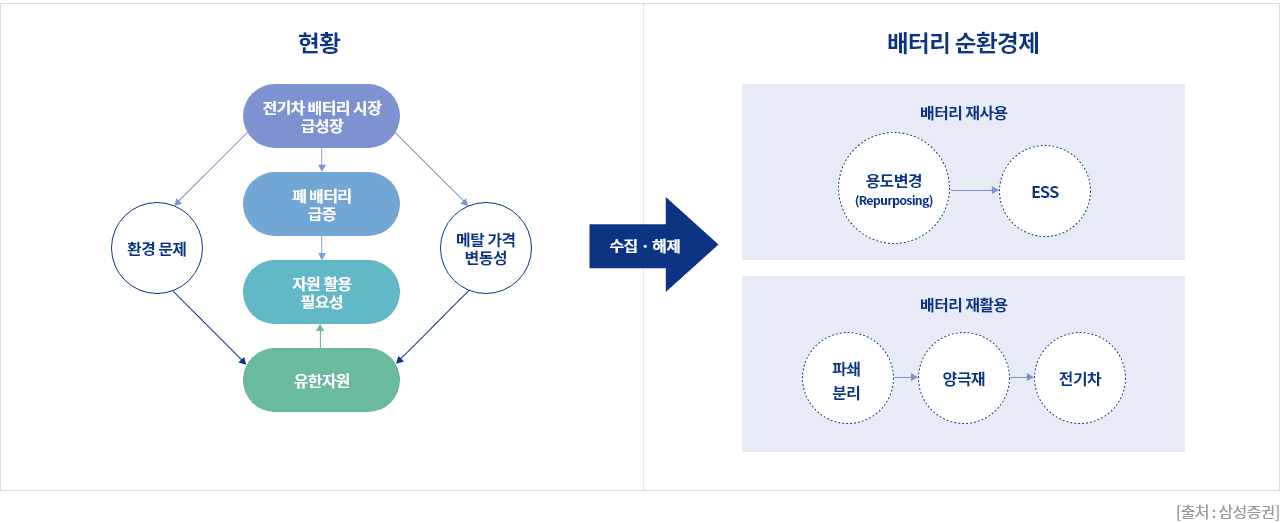 현황
전기차 배터리 시장
급성장
폐 배터리
급증
환경 문제
메탈 가격
변동성
자원 활용
필요성
유한자원
수집 · 해체
배터리 순환경제
배터리 재사용
용도변경
(Repurposing)
ESS
배터리 재활용
파쇄
분리
양극재
전기차
[출처 : 삼성증권]